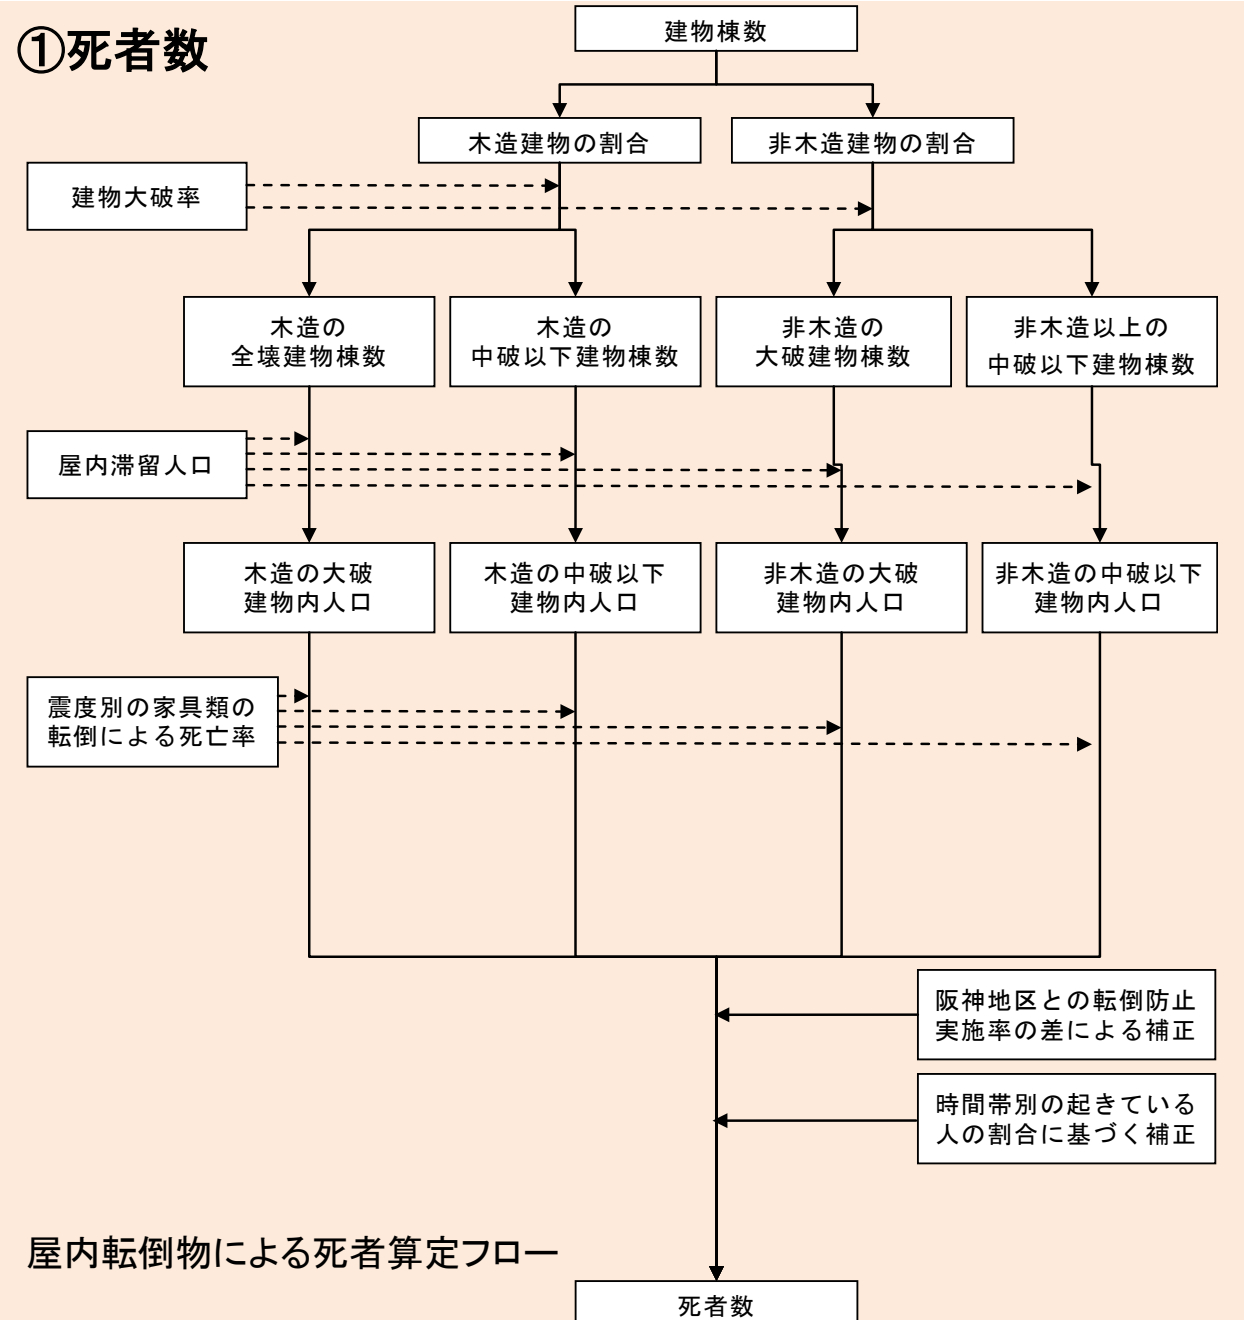 ①死者数
建物棟数
木造建物の割合
非木造建物の割合
建物大破率
木造の
全壊建物棟数
木造の
中破以下建物棟数
非木造の
大破建物棟数
非木造以上の
中破以下建物棟数
屋内滞留人口
木造の大破
建物内人口
木造の中破以下
建物内人口
非木造の大破
建物内人口
非木造の中破以下
建物内人口
震度別の家具類の
転倒による死亡率
阪神地区との転倒防止
実施率の差による補正
時間帯別の起きている
人の割合に基づく補正
屋内転倒物による死者算定フロー
死者数